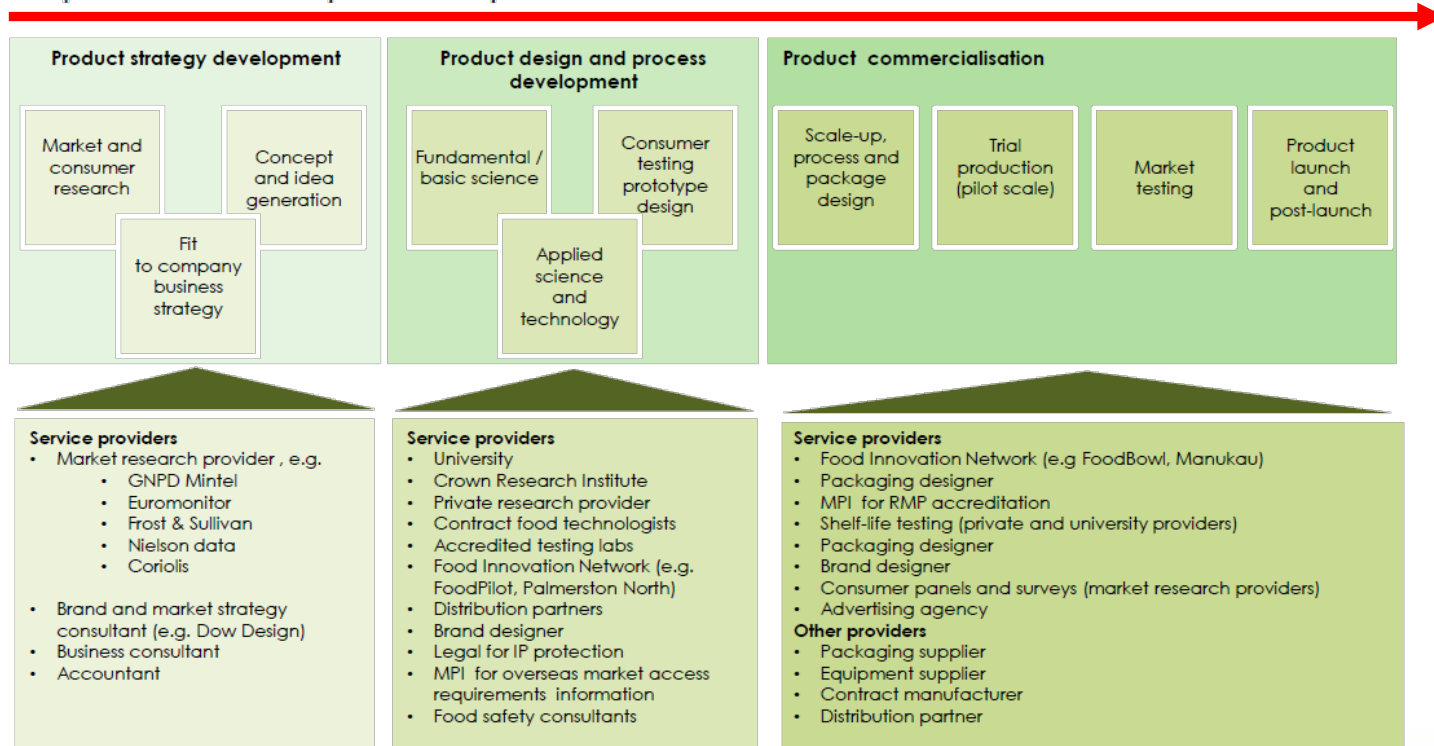 Product strategy development
Market and
consumer
research
Concept
and idea
generation
Fit
to company
business
strategy
Product design and process
development
Fundamental /
basic science
Consumer
testing
prototype
design
Applied
science
and
technology
Product commercialisation
Scale-up,
process and
package
design
Trial
production
(pilot scale)
Market
testing
Product
launch
and
post-launch
Service providers
• Market research provider , e.g.
• GNPD Mintel
• Euromonitor
• Frost & Sullivan
• Nielson data
• Coriolis
• Brand and market strategy
consultant (e.g. Dow Design)
• Business consultant
• Accountant
Service providers
• University
• Crown Research Institute
• Private research provider
• Contract food technologists
• Accredited testing labs
• Food Innovation Network (e.g.
FoodPilot, Palmerston North)
• Distribution partners
• Brand designer
• Legal for IP protection
• MPI for overseas market access
requirements information
• Food safety consultants
Service providers
• Food Innovation Network (e.g FoodBowl, Manukau)
• Packaging designer
• MPI for RMP accreditation
• Shelf-life testing (private and university providers)
• Packaging designer
• Brand designer
• Consumer panels and surveys (market research providers)
• Advertising agency
Other providers
• Packaging supplier
• Equipment supplier
• Contract manufacturer
• Distribution partner